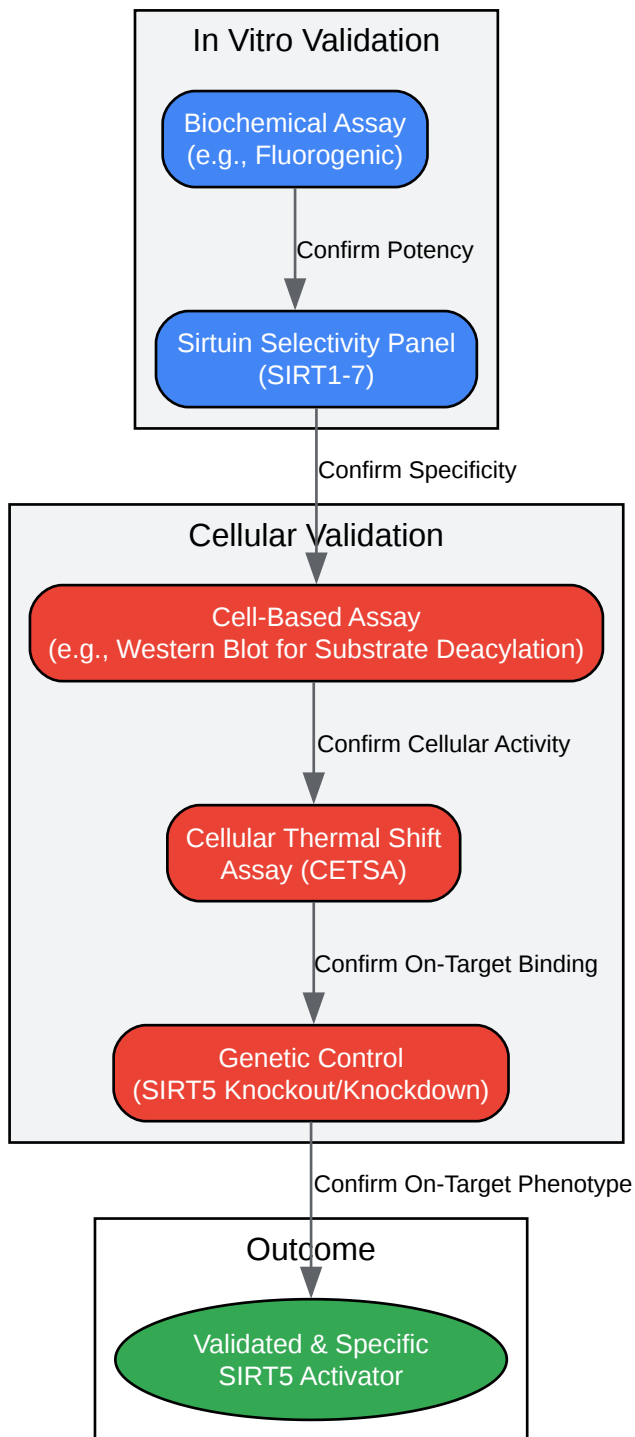 In Vitro Validation
Biochemical Assay
(e.g., Fluorogenic)
Confirm Potency
Sirtuin Selectivity Panel
(SIRT1-7)
Confirm Specificity
Cellular Validation
Cell-Based Assay
(e.g., Western Blot for Substrate Deacylation)
Confirm Cellular Activity
Cellular Thermal Shift
Assay (CETSA)
Confirm On-Target Binding
Genetic Control
(SIRT5 Knockout/Knockdown)
Confirm On-Target Phenotype
Outcome
Validated & Specific
SIRT5 Activator